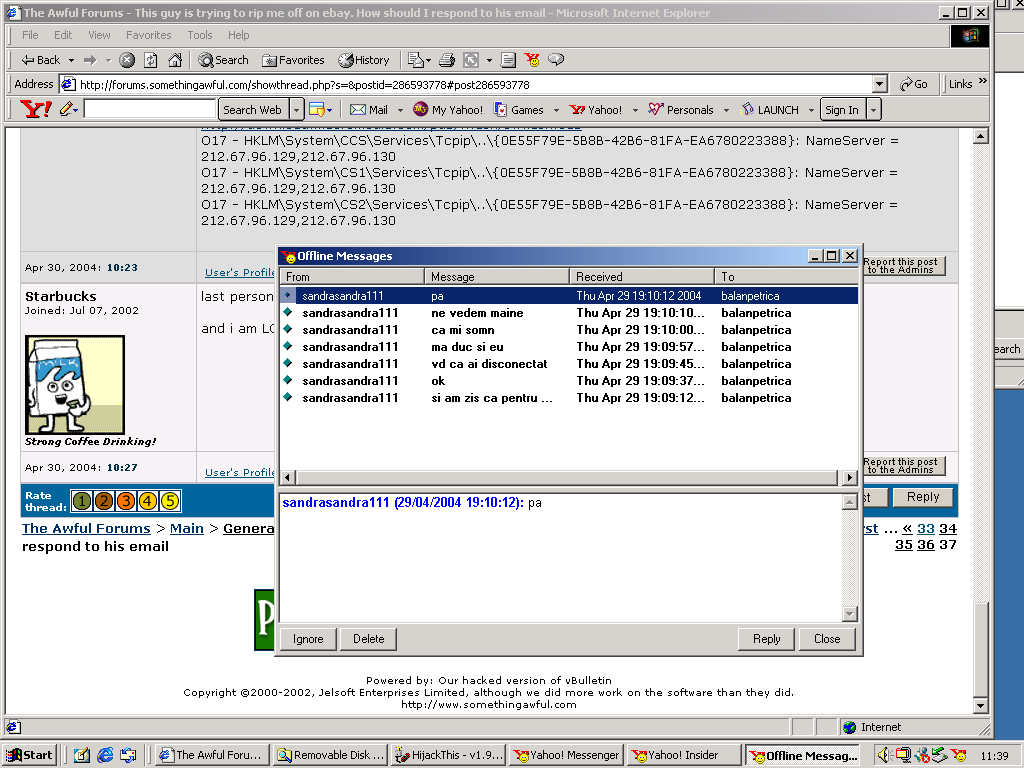 The Awful Forums - This guy is trying to rip me off on ebay. How should I respond to his email - Microsoft Internet Explorer
File Edit View Favorites Tools Help
Back Search Favorites History
Address http://forums.somethingawful.com/showthread.php?s=&postid=286593778#post286593778 Go Links »
Y! Search Web Mail My Yahoo! Games Yahoo! Personals LAUNCH Sign In
O17 - HKLM\System\CCS\Services\Tcpip\..\{0E55F79E-5B8B-42B6-81FA-EA6780223388}: NameServer =
212.67.96.129,212.67.96.130
O17 - HKLM\System\CS1\Services\Tcpip\..\{0E55F79E-5B8B-42B6-81FA-EA6780223388}: NameServer =
212.67.96.129,212.67.96.130
O17 - HKLM\System\CS2\Services\Tcpip\..\{0E55F79E-5B8B-42B6-81FA-EA6780223388}: NameServer =
212.67.96.129,212.67.96.130
Apr 30, 2004: 10:23
User's Profile
Report this post
to the Admins
Starbucks
Joined: Jul 07, 2002
last person
and i am LO
Strong Coffee Drinking!
Apr 30, 2004: 10:27
User's Profile
Report this post
to the Admins
Offline Messages
From Message Received To
sandrasandra111 pa Thu Apr 29 19:10:12 2004 balanpetrica
sandrasandra111 ne vedem maine Thu Apr 29 19:10:10... balanpetrica
sandrasandra111 ca mi somn Thu Apr 29 19:10:00... balanpetrica
sandrasandra111 ma duc si eu Thu Apr 29 19:09:57... balanpetrica
sandrasandra111 vd ca ai disconectat Thu Apr 29 19:09:45... balanpetrica
sandrasandra111 ok Thu Apr 29 19:09:37... balanpetrica
sandrasandra111 si am zis ca pentru ... Thu Apr 29 19:09:12... balanpetrica
sandrasandra111 (29/04/2004 19:10:12): pa
Ignore Delete Reply Close
earch
Rate
thread: 1 2 3 4 5
st Reply
The Awful Forums > Main > Genera
respond to his email
rst ... « 33 34
35 36 37
P
Powered by: Our hacked version of vBulletin
Copyright ©2000-2002, Jelsoft Enterprises Limited, although we did more work on the software than they did.
http://www.somethingawful.com
Internet
Start The Awful Foru... Removable Disk ... HijackThis - v1.9... Yahoo! Messenger Yahoo! Insider Offline Messag... 11:39